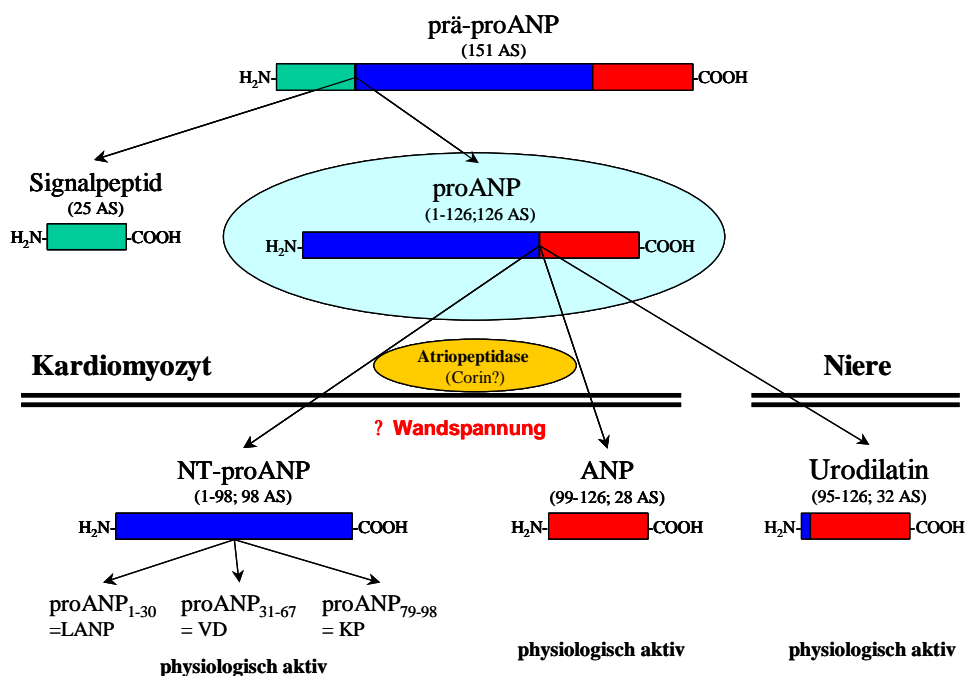 prä-proANP
(151 AS)
H₂N- -COOH
Signalpeptid
(25 AS)
H₂N- -COOH
proANP
(1-126;126 AS)
H₂N- -COOH
Kardiomyozyt
Atriopeptidase
(Corin?)
Niere
? Wandspannung
NT-proANP
(1-98; 98 AS)
H₂N- -COOH
ANP
(99-126; 28 AS)
H₂N- -COOH
Urodilatin
(95-126; 32 AS)
H₂N- -COOH
proANP₁₋₃₀
=LANP
proANP₃₁₋₆₇
= VD
proANP₇₉₋₉₈
= KP
physiologisch aktiv
physiologisch aktiv
physiologisch aktiv